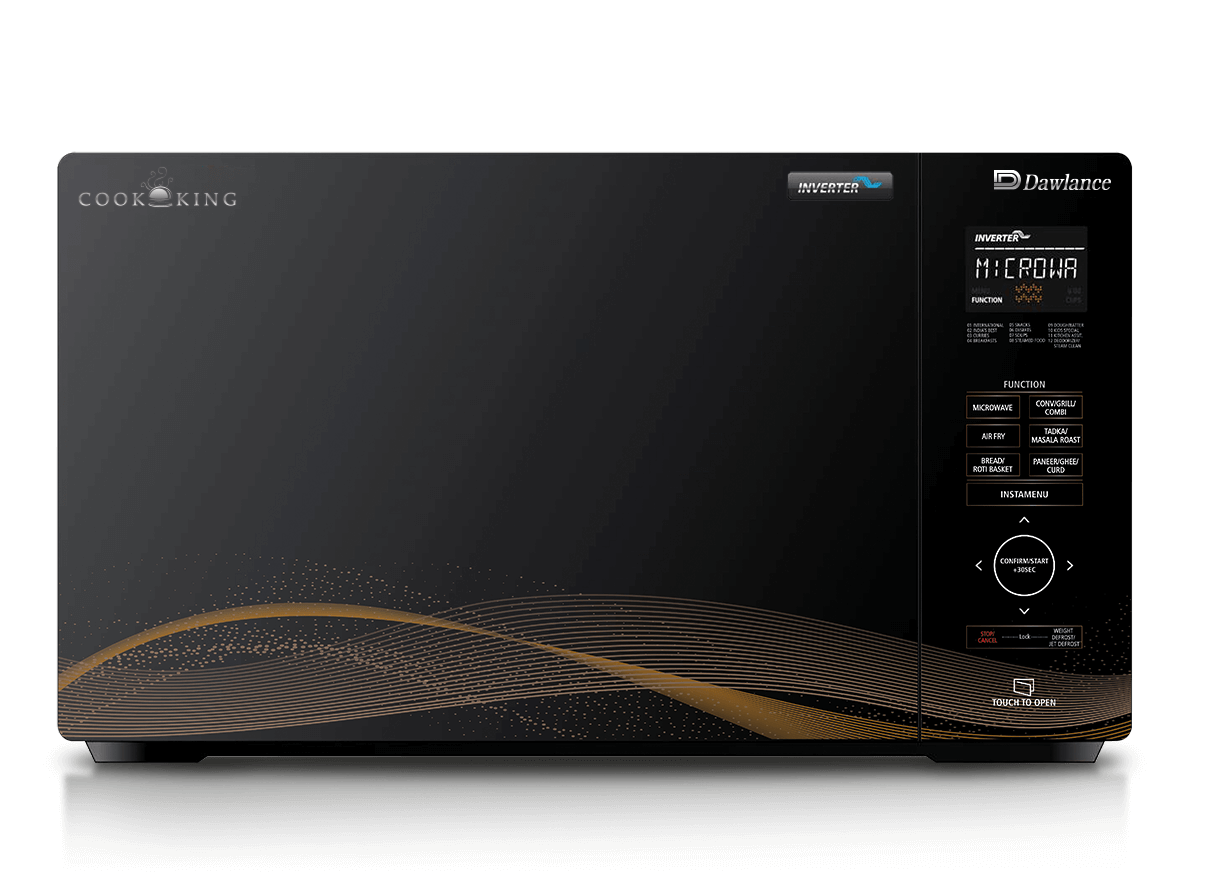 COOK KING
INVERTER
Dawlance
INVERTER
MICROWA
MENU
FUNCTION
CUPS
01 INTERNATIONAL
02 INDIA'S BEST
03 CURRIES
04 BREAKFASTS
05 SNACKS
06 DESERTS
07 SOUPS
08 STEAMED FOOD
09 DOUGH/BATTER
10 KIDS SPECIAL
11 KITCHEN ASST.
12 DEODORIZE/
STEAM CLEAN
FUNCTION
MICROWAVE
CONV/GRILL/
COMBI
AIR FRY
TADKA/
MASALA ROAST
BREAD/
ROTI BASKET
PANEER/GHEE/
CURD
INSTAMENU
CONFIRM/START
+30SEC
STOP/
CANCEL
Lock
WEIGHT
DEFROST/
JET DEFROST
TOUCH TO OPEN